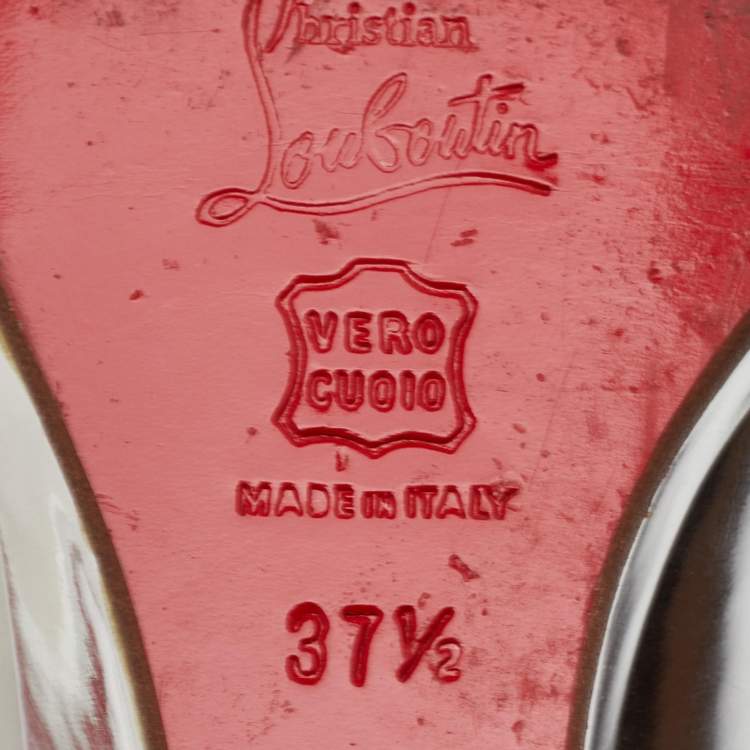 Christian
Louboutin
VERO
CUOIO
MADE IN ITALY
37½